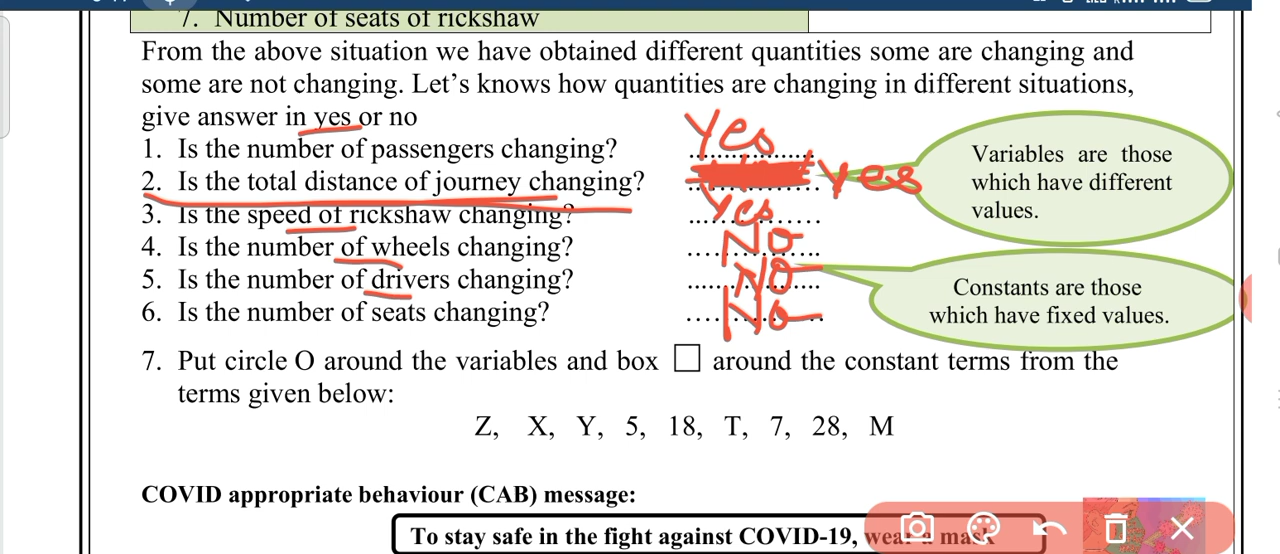 7. Number of seats of rickshaw
From the above situation we have obtained different quantities some are changing and
some are not changing. Let's knows how quantities are changing in different situations,
give answer in yes or no
1. Is the number of passengers changing? Yes
2. Is the total distance of journey changing? yes
3. Is the speed of rickshaw changing? Yes
4. Is the number of wheels changing? No
5. Is the number of drivers changing? No
6. Is the number of seats changing? No
Variables are those
which have different
values.
Constants are those
which have fixed values.
7. Put circle O around the variables and box □ around the constant terms from the
terms given below:
Z, X, Y, 5, 18, T, 7, 28, M
COVID appropriate behaviour (CAB) message:
To stay safe in the fight against COVID-19, wear a mask